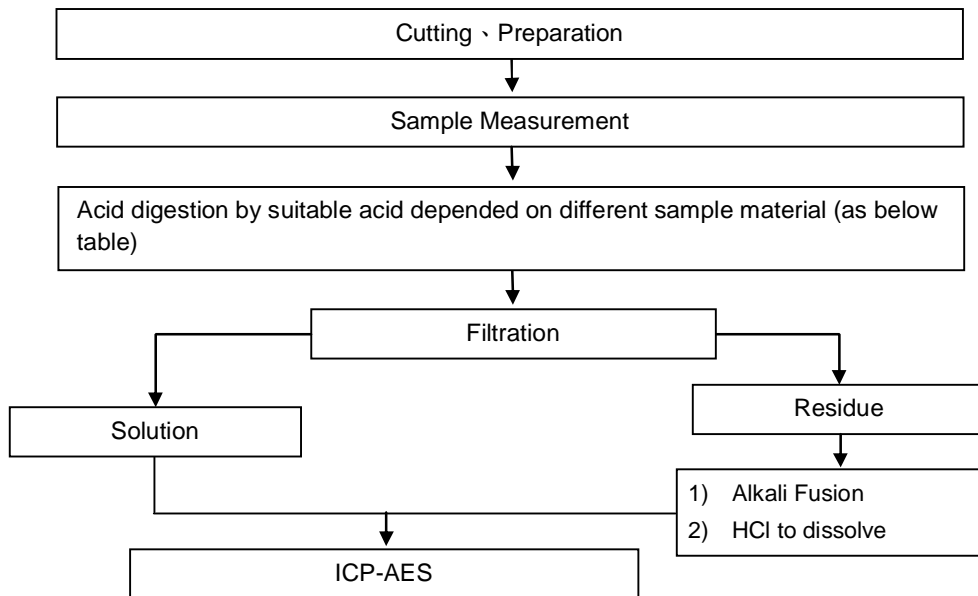 Cutting、Preparation
Sample Measurement
Acid digestion by suitable acid depended on different sample material (as below
table)
Filtration
Solution
Residue
1) Alkali Fusion
2) HCl to dissolve
ICP-AES